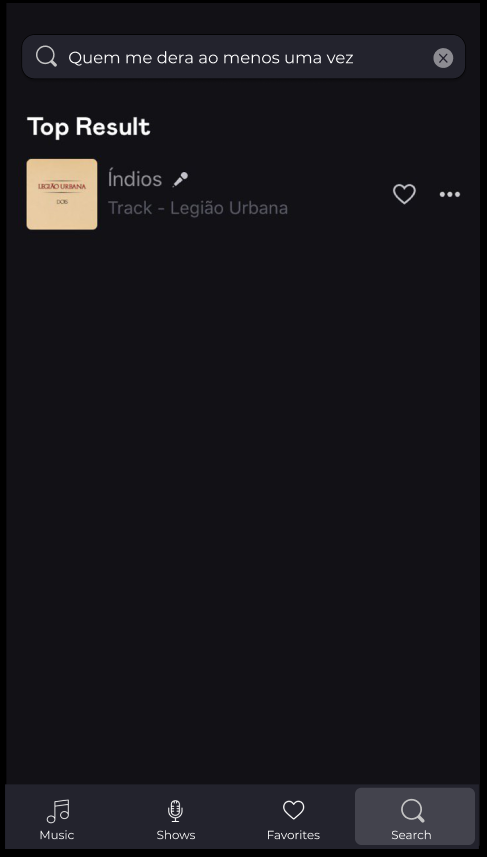 Quem me dera ao menos uma vez
Top Result
LEGIÃO URBANA
DOIS
Índios
Track - Legião Urbana
Music
Shows
Favorites
Search